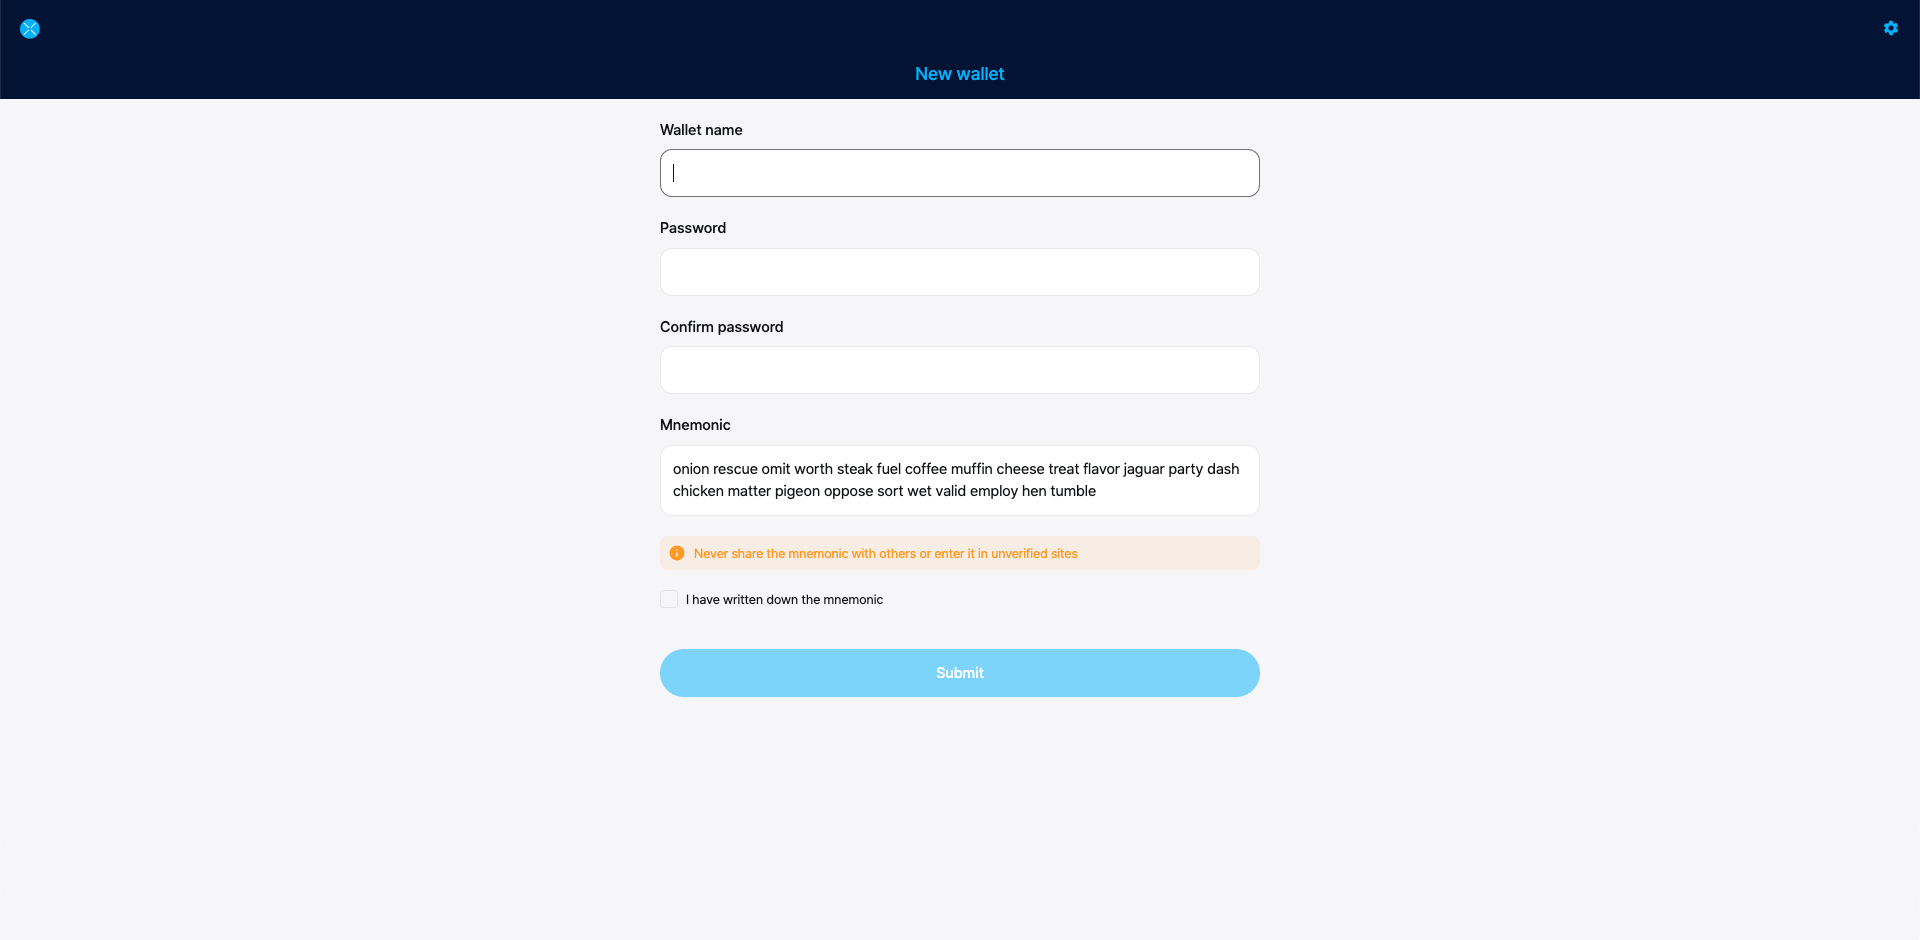 New wallet
Wallet name
Password
Confirm password
Mnemonic
onion rescue omit worth steak fuel coffee muffin cheese treat flavor jaguar party dash
chicken matter pigeon oppose sort wet valid employ hen tumble
Never share the mnemonic with others or enter it in unverified sites
I have written down the mnemonic
Submit